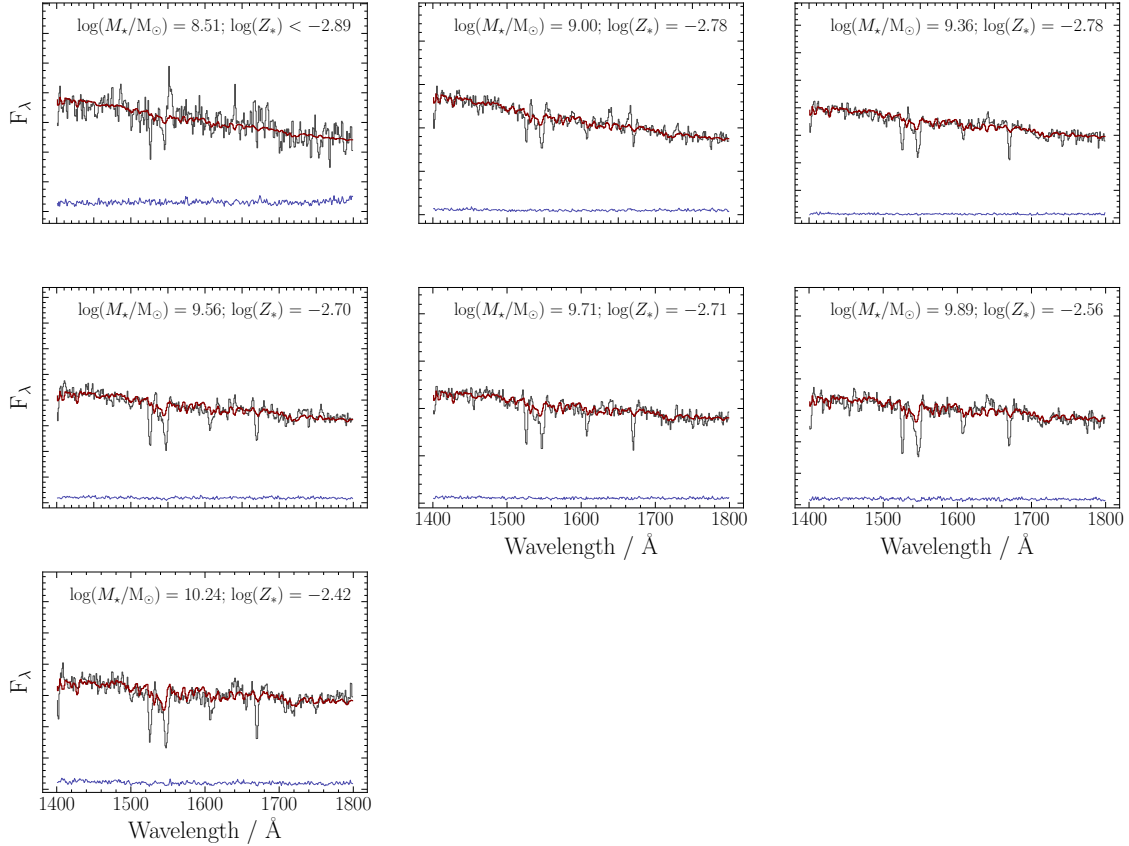 log(M⋆/M⊙) = 8.51; log(Z∗) < −2.89
log(M⋆/M⊙) = 9.00; log(Z∗) = −2.78
log(M⋆/M⊙) = 9.36; log(Z∗) = −2.78
Fλ
log(M⋆/M⊙) = 9.56; log(Z∗) = −2.70
log(M⋆/M⊙) = 9.71; log(Z∗) = −2.71
log(M⋆/M⊙) = 9.89; log(Z∗) = −2.56
Fλ
1400 1500 1600 1700 1800
Wavelength / Å
1400 1500 1600 1700 1800
Wavelength / Å
log(M⋆/M⊙) = 10.24; log(Z∗) = −2.42
Fλ
1400 1500 1600 1700 1800
Wavelength / Å